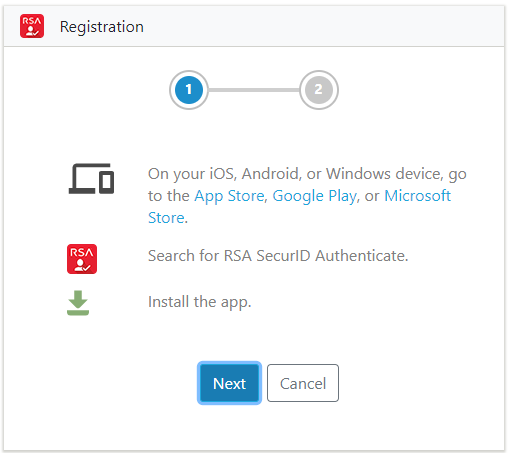 RSA Registration
1 2
On your iOS, Android, or Windows device, go
to the App Store, Google Play, or Microsoft
Store.
RSA Search for RSA SecurID Authenticate.
Install the app.
Next Cancel